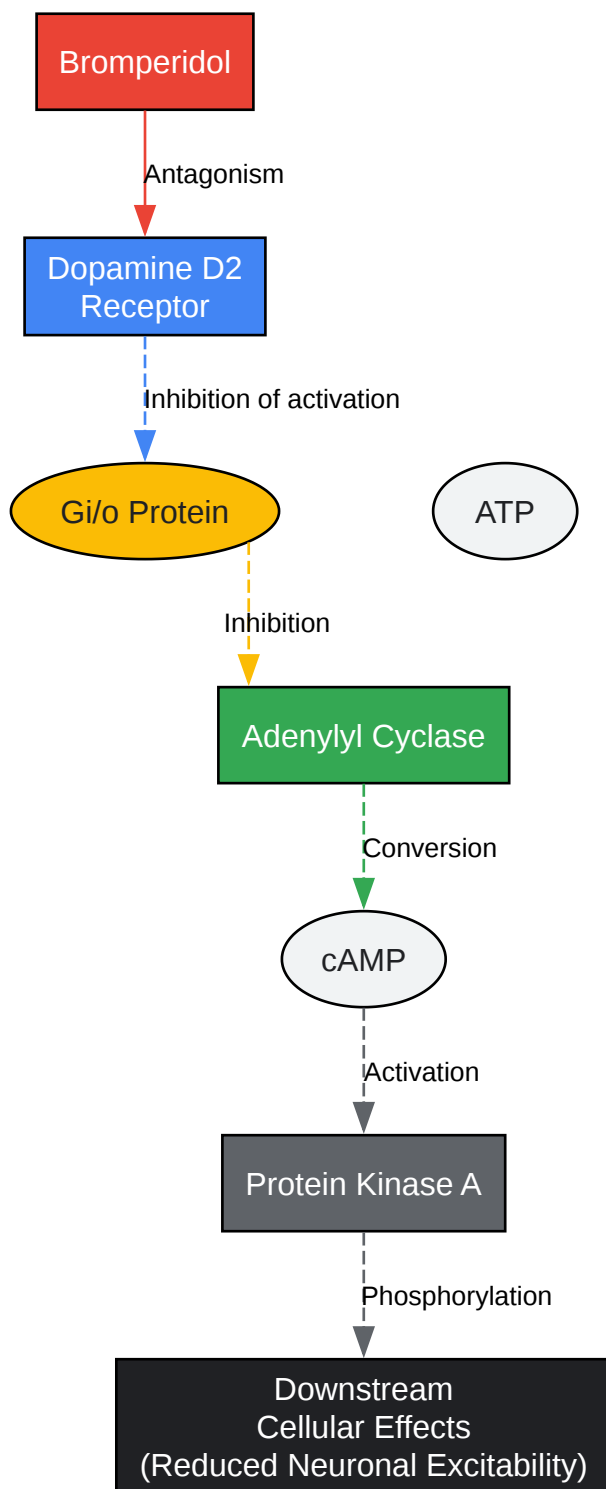 Bromperidol
Antagonism
Dopamine D2
Receptor
Inhibition of activation
Gi/o Protein
ATP
Inhibition
Adenylyl Cyclase
Conversion
cAMP
Activation
Protein Kinase A
Phosphorylation
Downstream
Cellular Effects
(Reduced Neuronal Excitability)